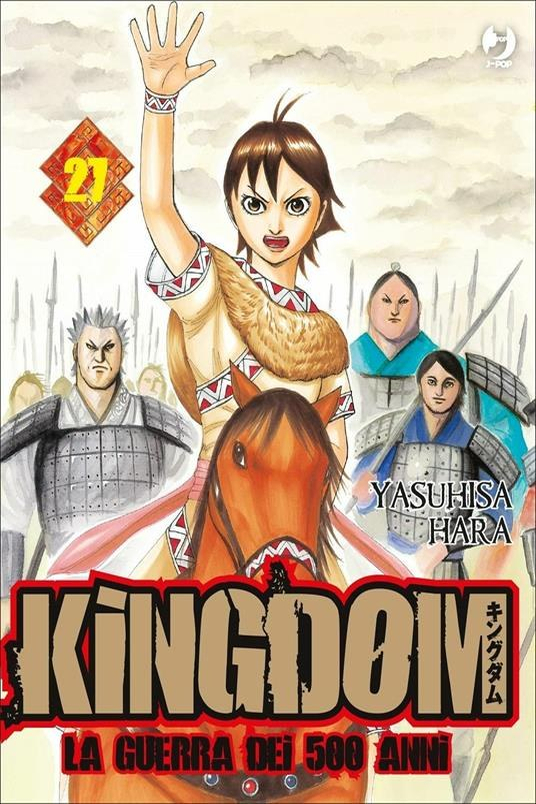 J·POP
27
YASUHISA
HARA
KiNGDOM
キングダム
LA GUERRA DEi 500 ANNi